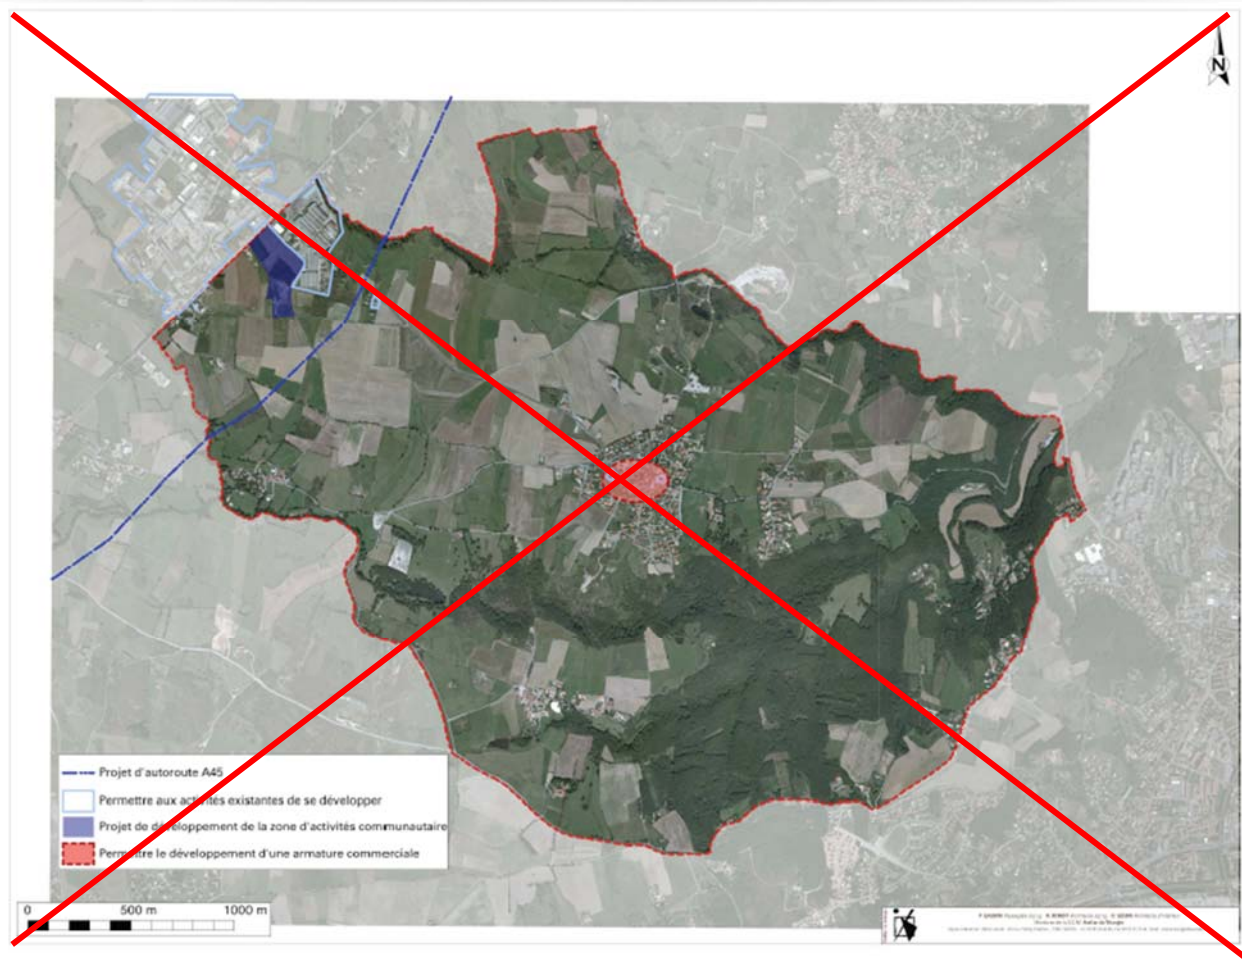 N
Projet d'autoroute A45
Permettre aux activités existantes de se développer
Projet de développement de la zone d'activités communautaire
Permettre le développement d'une armature commerciale
0 500 m 1000 m